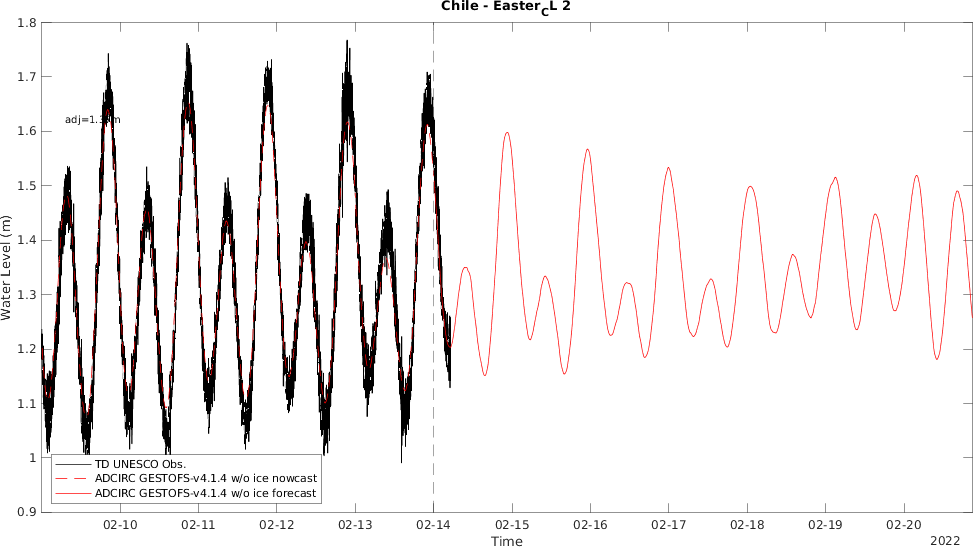 Chile - EasterCL 2
1.8
1.7
1.6
1.5
1.4
1.3
1.2
1.1
1
0.9
Water Level (m)
TD UNESCO Obs.
ADCIRC GESTOFS-v4.1.4 w/o ice nowcast
ADCIRC GESTOFS-v4.1.4 w/o ice forecast
02-10 02-11 02-12 02-13 02-14 02-15 02-16 02-17 02-18 02-19 02-20
Time
2022